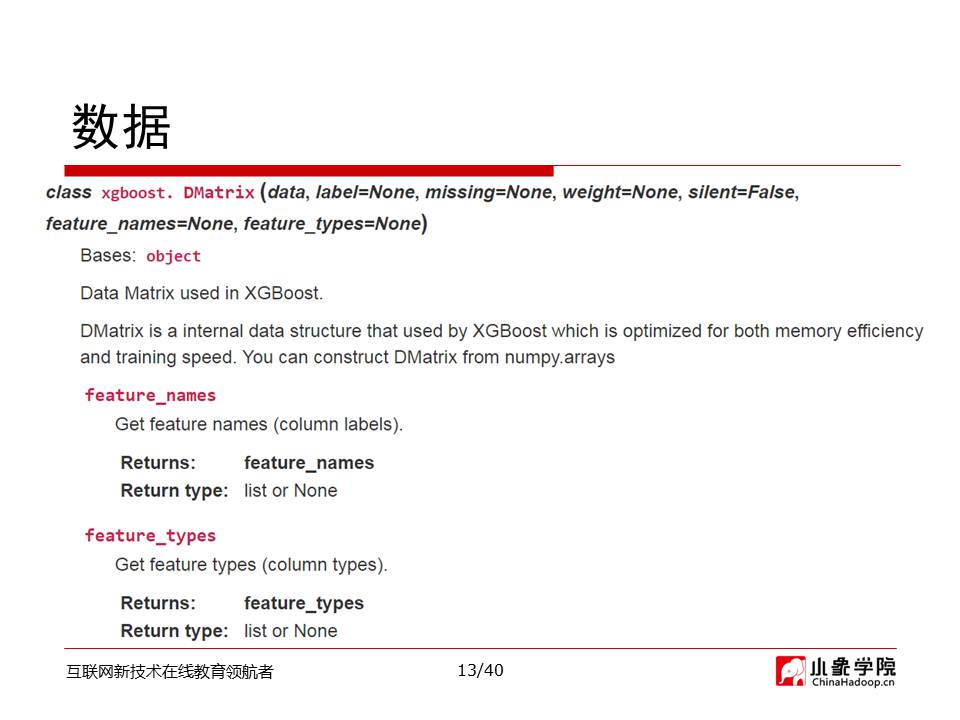 数据
class xgboost. DMatrix (data, label=None, missing=None, weight=None, silent=False,
feature_names=None, feature_types=None)
Bases: object
Data Matrix used in XGBoost.
DMatrix is a internal data structure that used by XGBoost which is optimized for both memory efficiency
and training speed. You can construct DMatrix from numpy.arrays
feature_names
Get feature names (column labels).
Returns: feature_names
Return type: list or None
feature_types
Get feature types (column types).
Returns: feature_types
Return type: list or None
互联网新技术在线教育领航者
13/40
小象学院
ChinaHadoop.cn